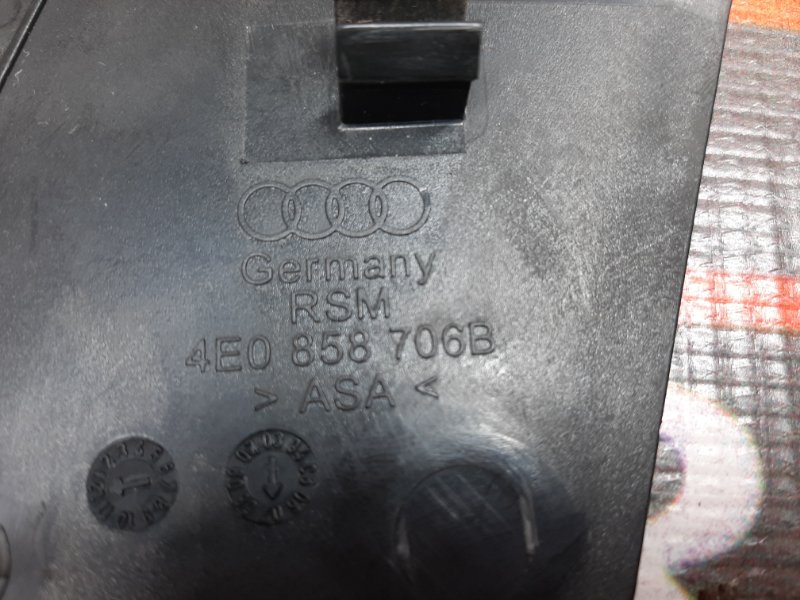 Germany
RSM
4E0 858 706B
> ASA <